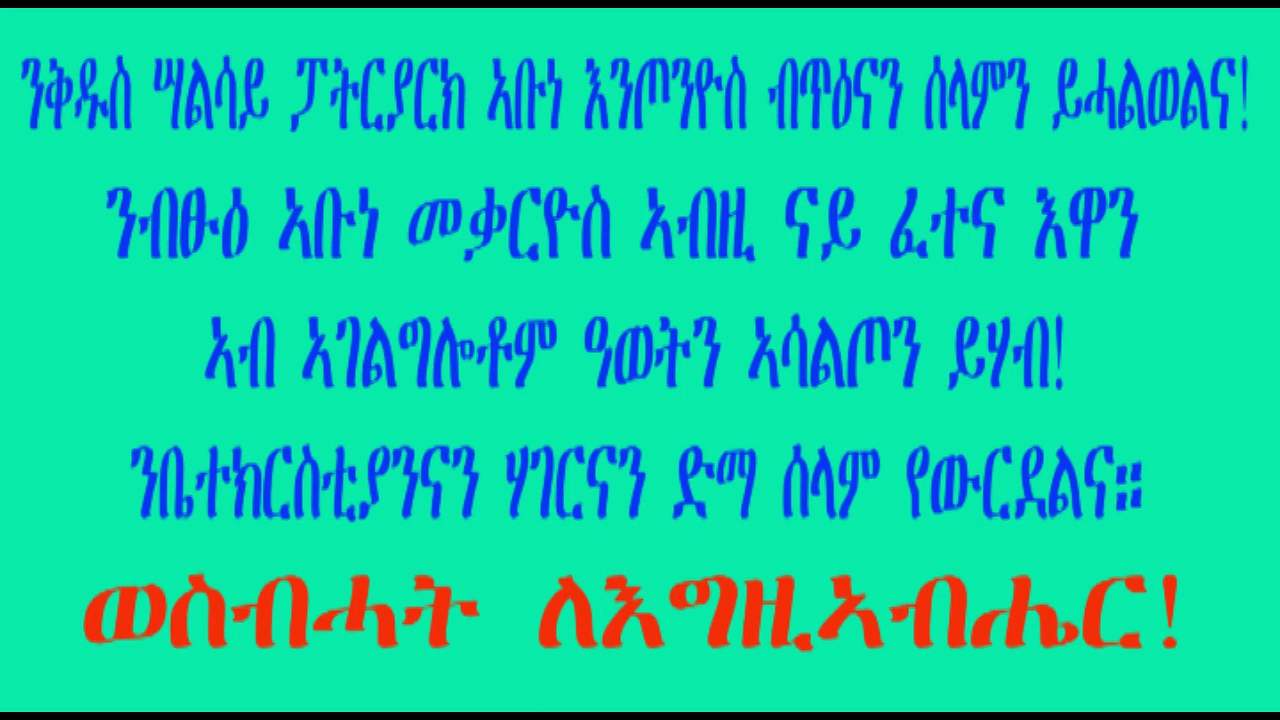 ንቅዱስ ሣልሳይ ፓትርያርክ ኣቡነ እንጦንዮስ ብጥዕናን ሰላምን ይሓልወልና!
ንብፁዕ ኣቡነ መቃርዮስ ኣብዚ ናይ ፈተና እዋን
ኣብ ኣገልግሎቶም ዓወትን ኣሳልጦን ይሃብ!
ንቤተክርስቲያንናን ሃገርናን ድማ ሰላም የውርደልና።
ወስብሓት ለእግዚኣብሔር!